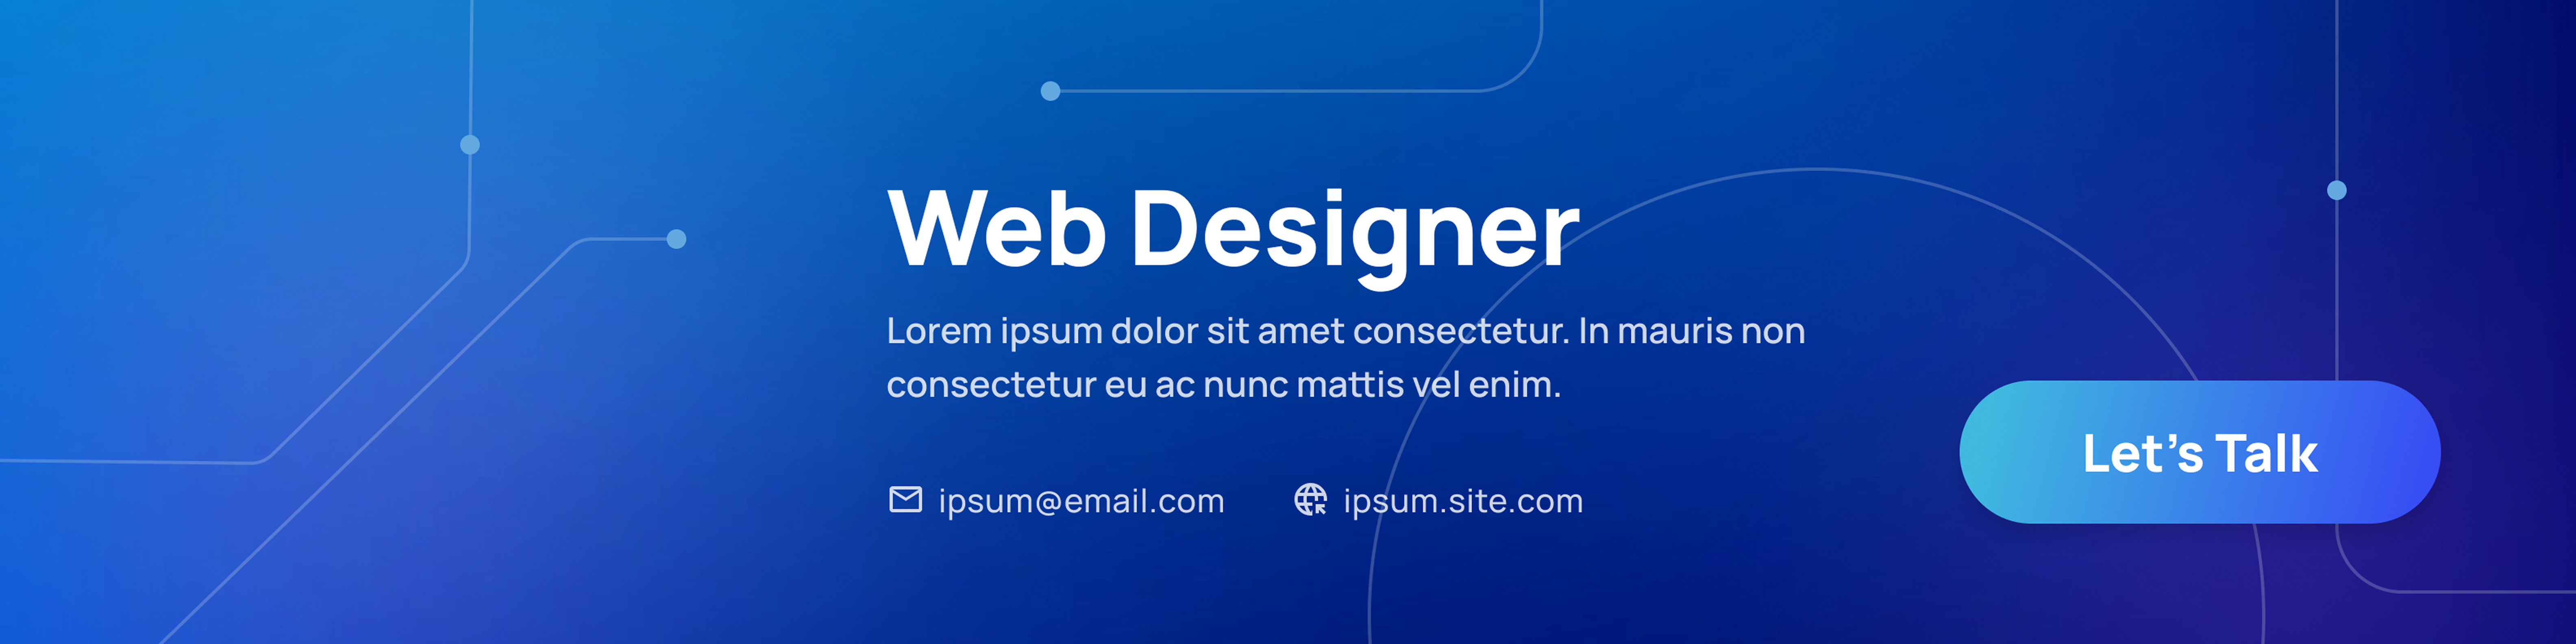 Web Designer
Lorem ipsum dolor sit amet consectetur. In mauris non
consectetur eu ac nunc mattis vel enim.
ipsum@email.com
ipsum.site.com
Let’s Talk